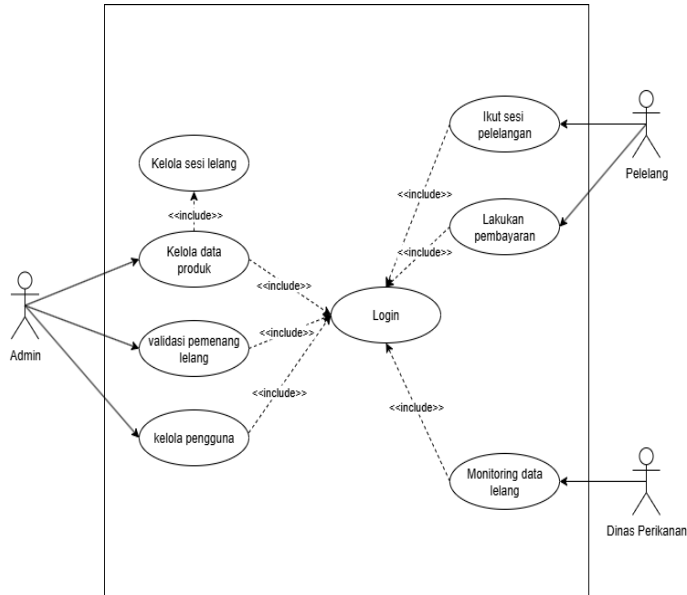 Ikut sesi
pelelangan
Pelelang
Kelola sesi lelang
<<include>>
<<include>>
Lakukan
pembayaran
Kelola data
produk
<<include>>
<<include>>
Login
Admin
validasi pemenang
lelang
<<include>>
<<include>>
<<include>>
kelola pengguna
Monitoring data
lelang
Dinas Perikanan